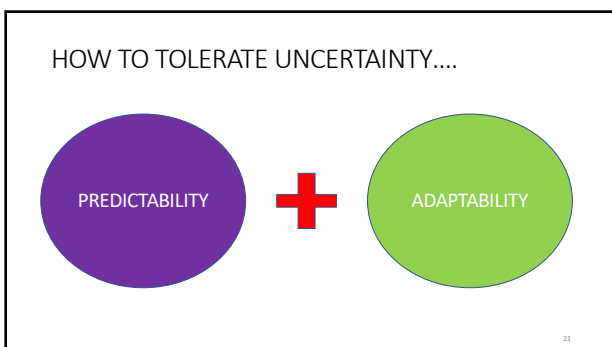 HOW TO TOLERATE UNCERTAINTY....
PREDICTABILITY
ADAPTABILITY
21